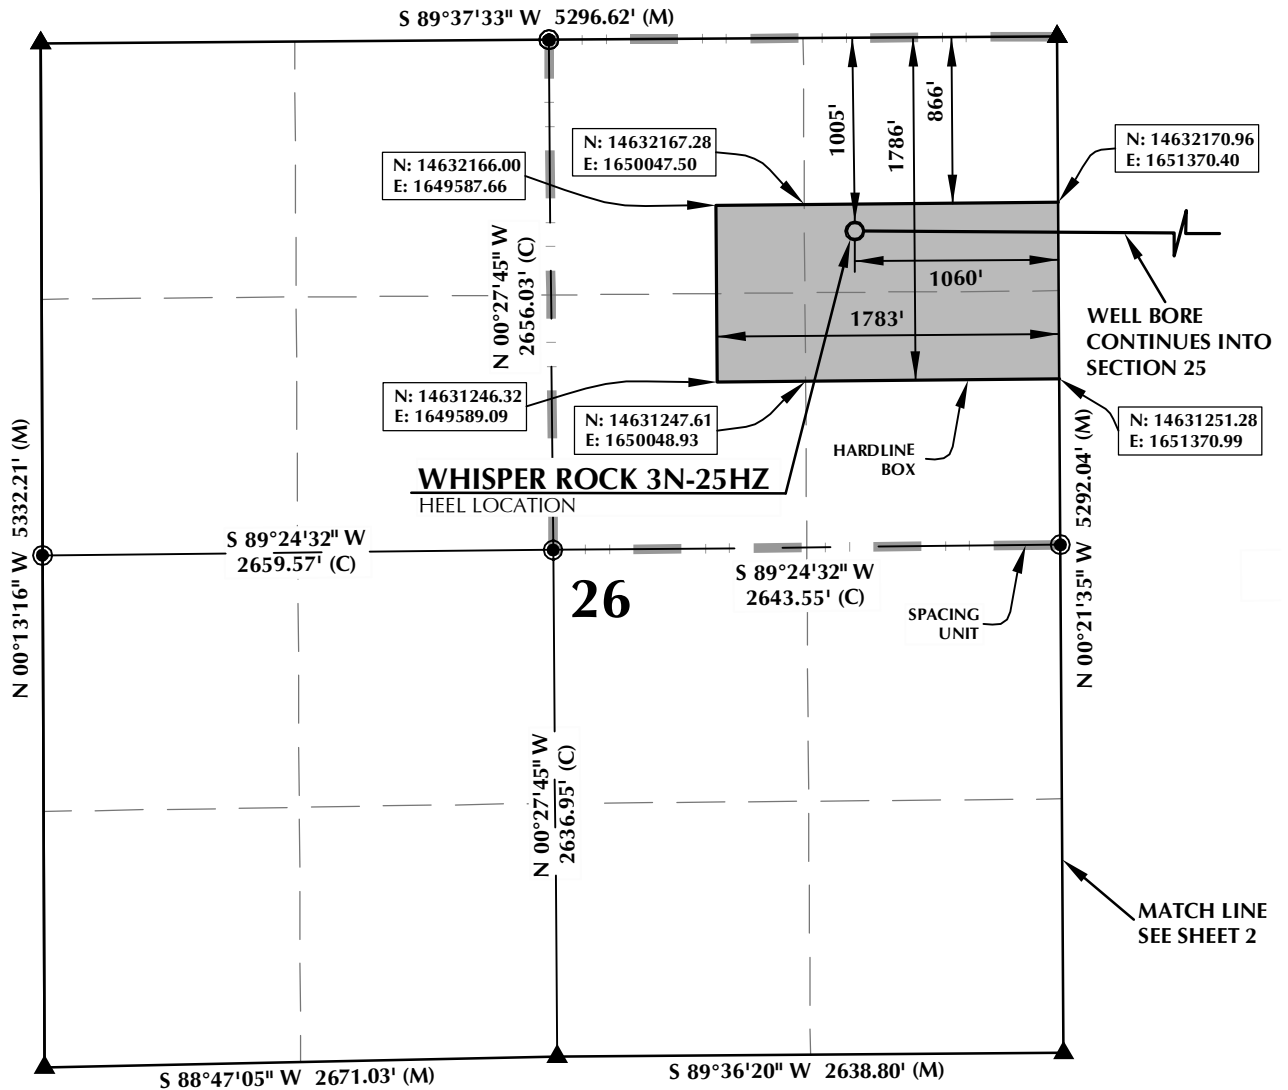 S 89°37'33" W 5296.62' (M)
1005'
1786'
866'
N: 14632167.28
E: 1650047.50
N: 14632170.96
E: 1651370.40
N: 14632166.00
E: 1649587.66
N 00°27'45" W
2656.03' (C)
1060'
1783'
WELL BORE
CONTINUES INTO
SECTION 25
N: 14631246.32
E: 1649589.09
N: 14631247.61
E: 1650048.93
N: 14631251.28
E: 1651370.99
HARDLINE
BOX
WHISPER ROCK 3N-25HZ
HEEL LOCATION
N 00°13'16" W 5332.21' (M)
N 00°21'35" W 5292.04' (M)
S 89°24'32" W
2659.57' (C)
S 89°24'32" W
2643.55' (C)
26
SPACING
UNIT
N 00°27'45" W
2636.95' (C)
MATCH LINE
SEE SHEET 2
S 88°47'05" W 2671.03' (M)
S 89°36'20" W 2638.80' (M)